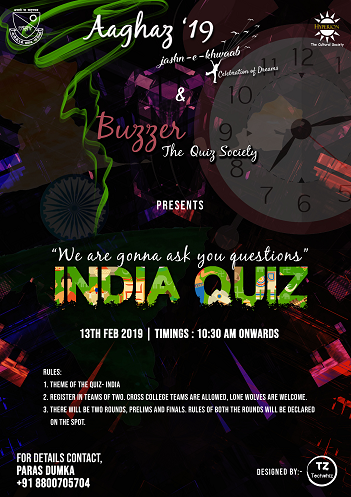 Aaghaz '19
jashn-e-khwaab
Celebration of Dreams
HYPERION
The Cultural Society
&
Buzzer
The Quiz Society
PRESENTS
"We are gonna ask you questions"
INDIA QUIZ
13TH FEB 2019 | TIMINGS : 10:30 AM ONWARDS
RULES:
1. THEME OF THE QUIZ- INDIA
2. REGISTER IN TEAMS OF TWO. CROSS COLLEGE TEAMS ARE ALLOWED, LONE WOLVES ARE WELCOME.
3. THERE WILL BE TWO ROUNDS, PRELIMS AND FINALS. RULES OF BOTH THE ROUNDS WILL BE DECLARED
ON THE SPOT.
FOR DETAILS CONTACT,
PARAS DUMKA
+91 8800705704
DESIGNED BY:-
TZ
Techwhiz